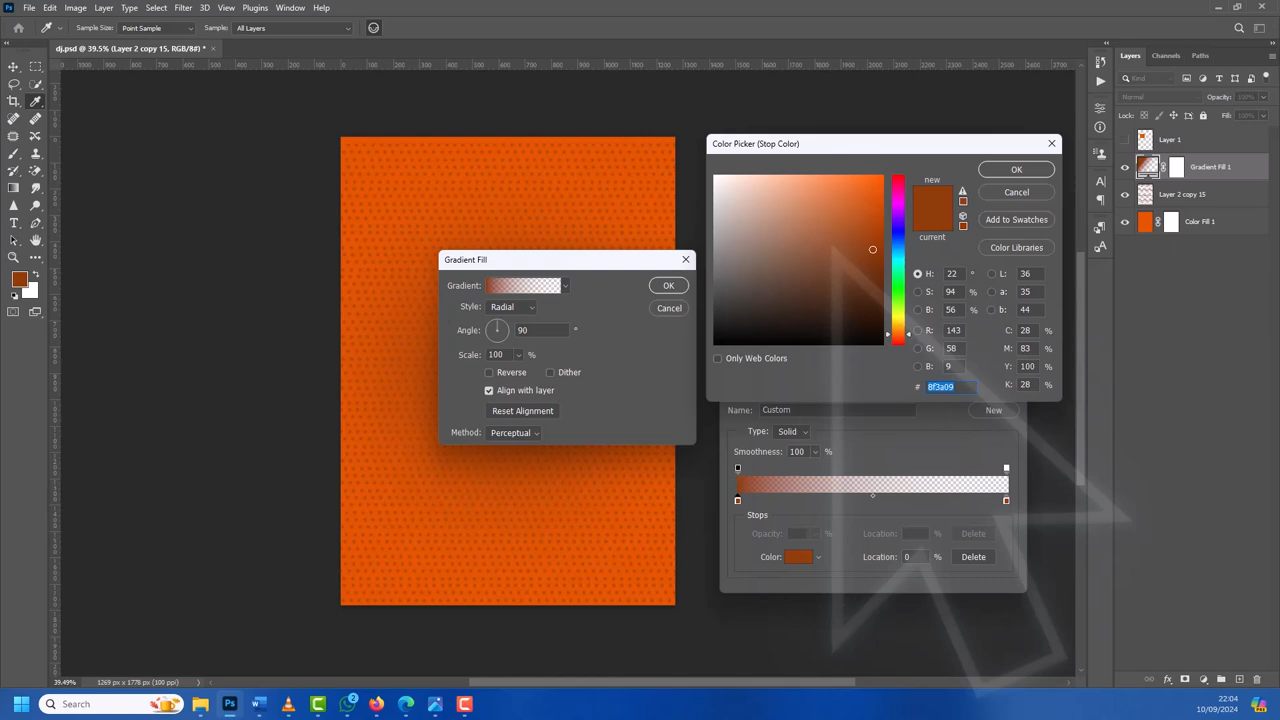 File Edit Image Layer Type Select Filter 3D View Plugins Window Help
Sample Size: Point Sample Sample: All Layers
dj.psd @ 39.5% (Layer 2 copy 15, RGB/8#) * ×
Layers Channels Paths
Kind
Normal Opacity: 100%
Lock: Fill: 100%
Layer 1
Gradient Fill 1
Layer 2 copy 15
Color Fill 1
Color Picker (Stop Color)
new
current
OK
Cancel
Add to Swatches
Color Libraries
H: 22 ° L: 36
S: 94 % a: 35
B: 56 % b: 44
R: 143 C: 28 %
G: 58 M: 83 %
B: 9 Y: 100 %
# 8f3a09 K: 28 %
Only Web Colors
Gradient Fill
Gradient: OK
Style: Radial Cancel
Angle: 90 °
Scale: 100 %
Reverse Dither
Align with layer
Reset Alignment
Method: Perceptual
Name: Custom New
Type: Solid
Smoothness: 100 %
Stops
Opacity: % Location: % Delete
Color: Location: 0 % Delete
39.49% 1269 px x 1778 px (100 ppi)
Search
2
22:04
10/09/2024